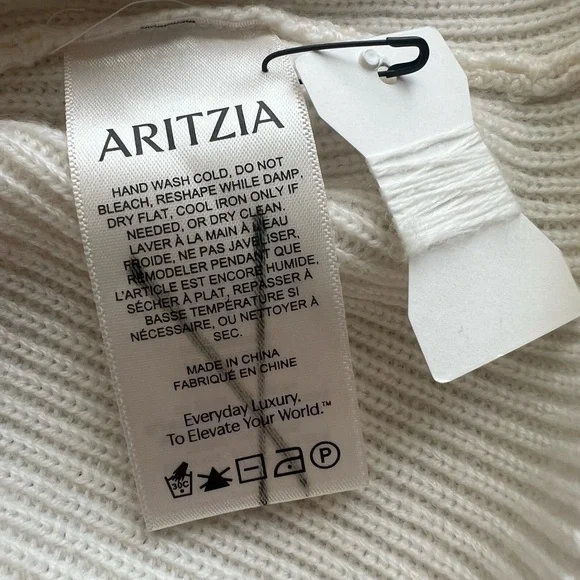 ARITZIA
HAND WASH COLD, DO NOT
BLEACH, RESHAPE WHILE DAMP,
DRY FLAT, COOL IRON ONLY IF
NEEDED, OR DRY CLEAN.
LAVER À LA MAIN À L'EAU
FROIDE, NE PAS JAVELISER,
REMODELER PENDANT QUE
L'ARTICLE EST ENCORE HUMIDE,
SÉCHER À PLAT, REPASSER À
BASSE TEMPÉRATURE SI
NÉCESSAIRE, OU NETTOYER À
SEC.
MADE IN CHINA
FABRIQUÉ EN CHINE
Everyday Luxury.
To Elevate Your World.™
30C P